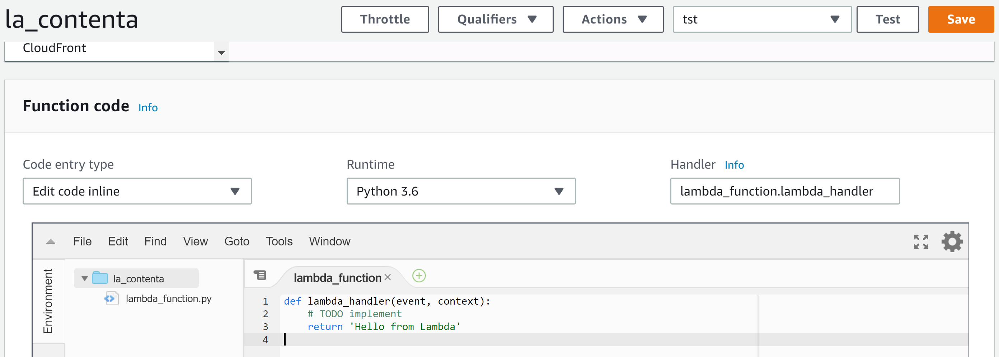 la_contenta
Throttle
Qualifiers
Actions
tst
Test
Save
CloudFront
Function code Info
Code entry type
Runtime
Handler Info
Edit code inline
Python 3.6
lambda_function.lambda_handler
File Edit Find View Goto Tools Window
Environment
la_contenta
lambda_function.py
lambda_function
1 def lambda_handler(event, context):
2     # TODO implement
3     return 'Hello from Lambda'
4